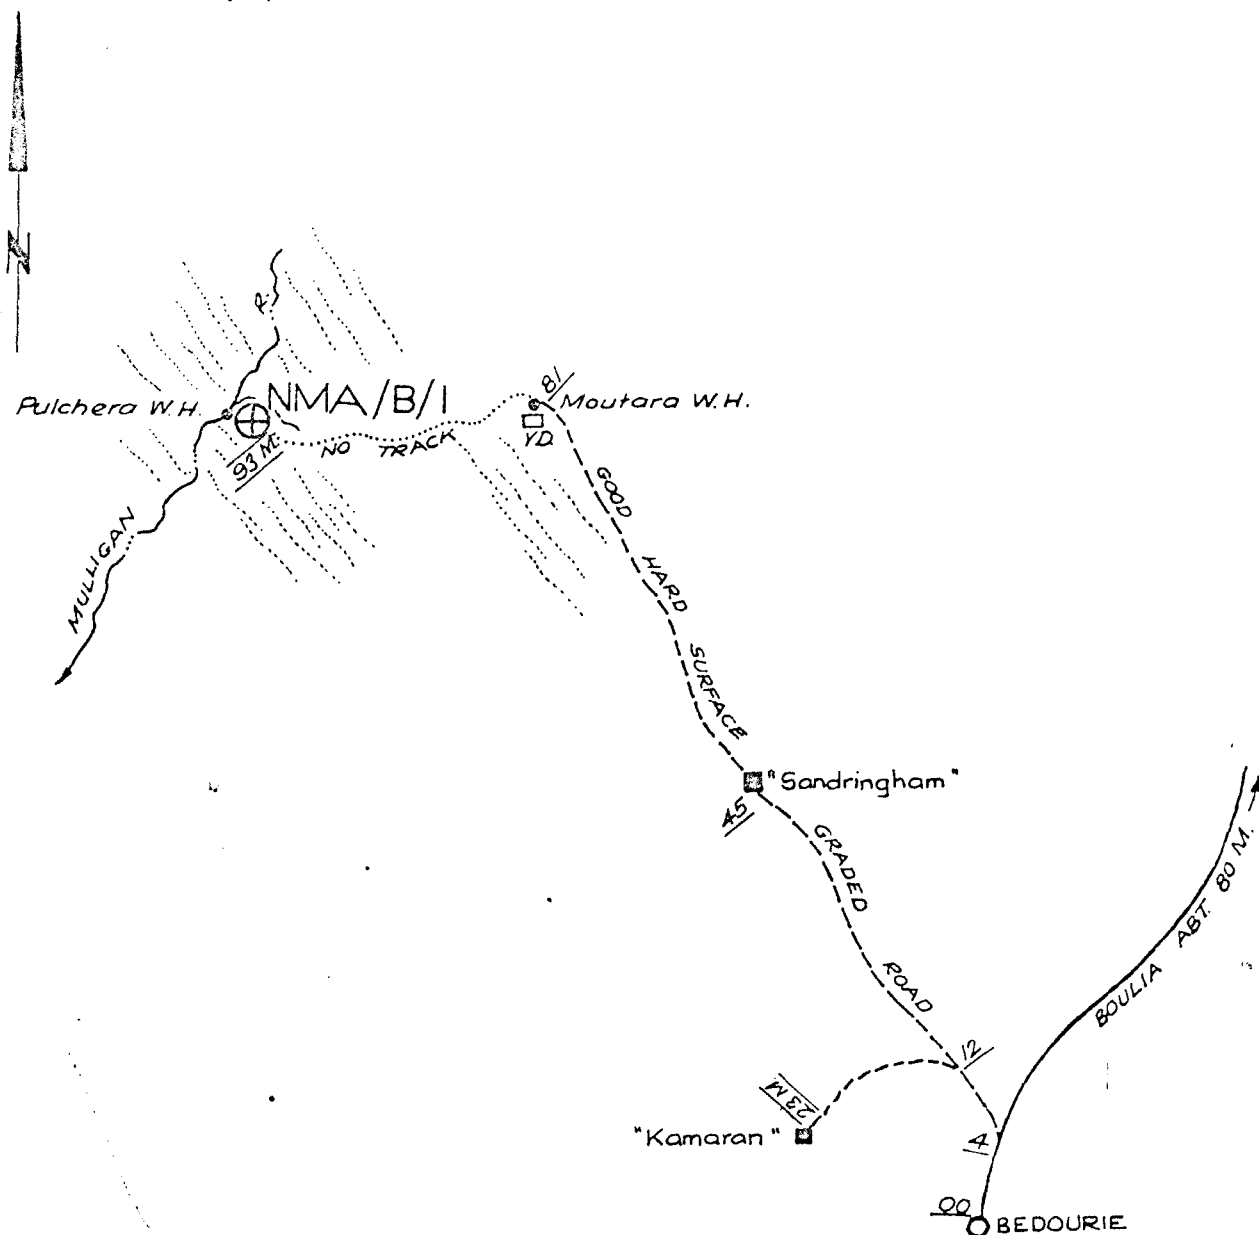 N
R.
Pulchera W.H.
NMA/B/1
93 M.
NO TRACK
81
Moutara W.H.
YD.
MULLIGAN
GOOD HARD SURFACE
"Sandringham"
45
GRADED ROAD
BOULIA ABT. 80 M.
12
23 M.
"Kamaran"
4
00
BEDOURIE